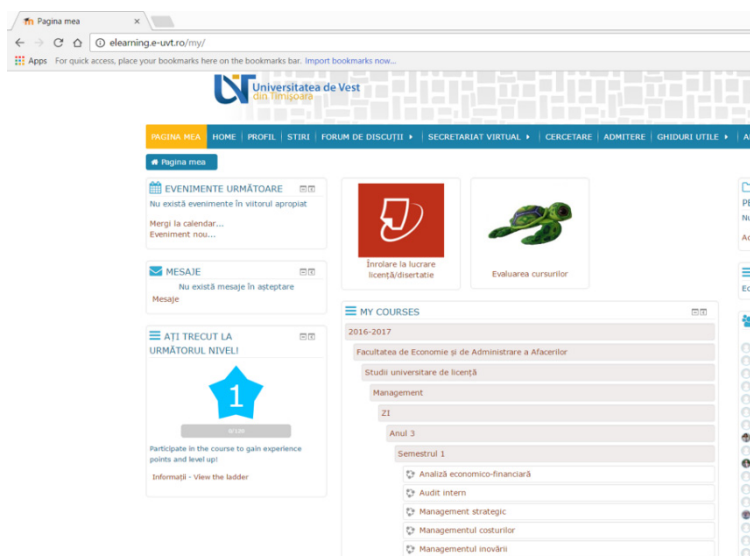 Pagina mea
elearning.e-uvt.ro/my/
Apps For quick access, place your bookmarks here on the bookmarks bar. Import bookmarks now...
Universitatea de Vest
din Timișoara
PAGINA MEA HOME PROFIL STIRI FORUM DE DISCUȚII SECRETARIAT VIRTUAL CERCETARE ADMITERE GHIDURI UTILE
Pagina mea
EVENIMENTE URMĂTOARE
Nu există evenimente în viitorul apropiat
Mergi la calendar...
Eveniment nou...
MESAJE
Nu există mesaje în așteptare
Mesaje
AȚI TRECUT LA
URMĂTORUL NIVEL!
1
Participate in the course to gain experience
points and level up!
Informații - View the ladder
Înrolare la lucrare
licență/disertatie
Evaluarea cursurilor
MY COURSES
2016-2017
Facultatea de Economie și de Administrare a Afacerilor
Studii universitare de licență
Management
ZI
Anul 3
Semestrul 1
Analiză economico-financiară
Audit intern
Management strategic
Managementul costurilor
Managementul inovării